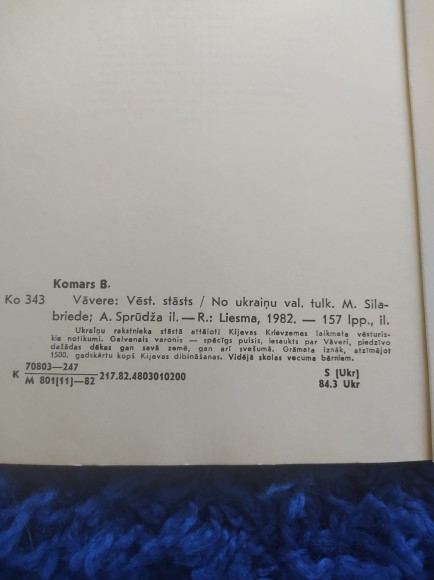 Komars B.
Ko 343 Vāvere: Vēst. stāsts / No ukraiņu val. tulk. M. Sila-
briede; A. Sprūdža il. — R.: Liesma, 1982. — 157 lpp., il.
Ukraiņu rakstnieka stāstā attēloti Kijevas Krievzemes laikmeta vēsturis-
kie notikumi. Galvenais varonis — spēcīgs puisis, iesaukts par Vāveri, piedzīvo
dažādas dēkas gan savā zemē, gan arī svešumā. Grāmata iznāk, atzīmējot
1500. gadskārtu kopš Kijevas dibināšanas. Vidējā skolas vecuma bērniem.
K 70803—247
M 801(11)—82 217.82.4803010200
S (Ukr)
84.3 Ukr